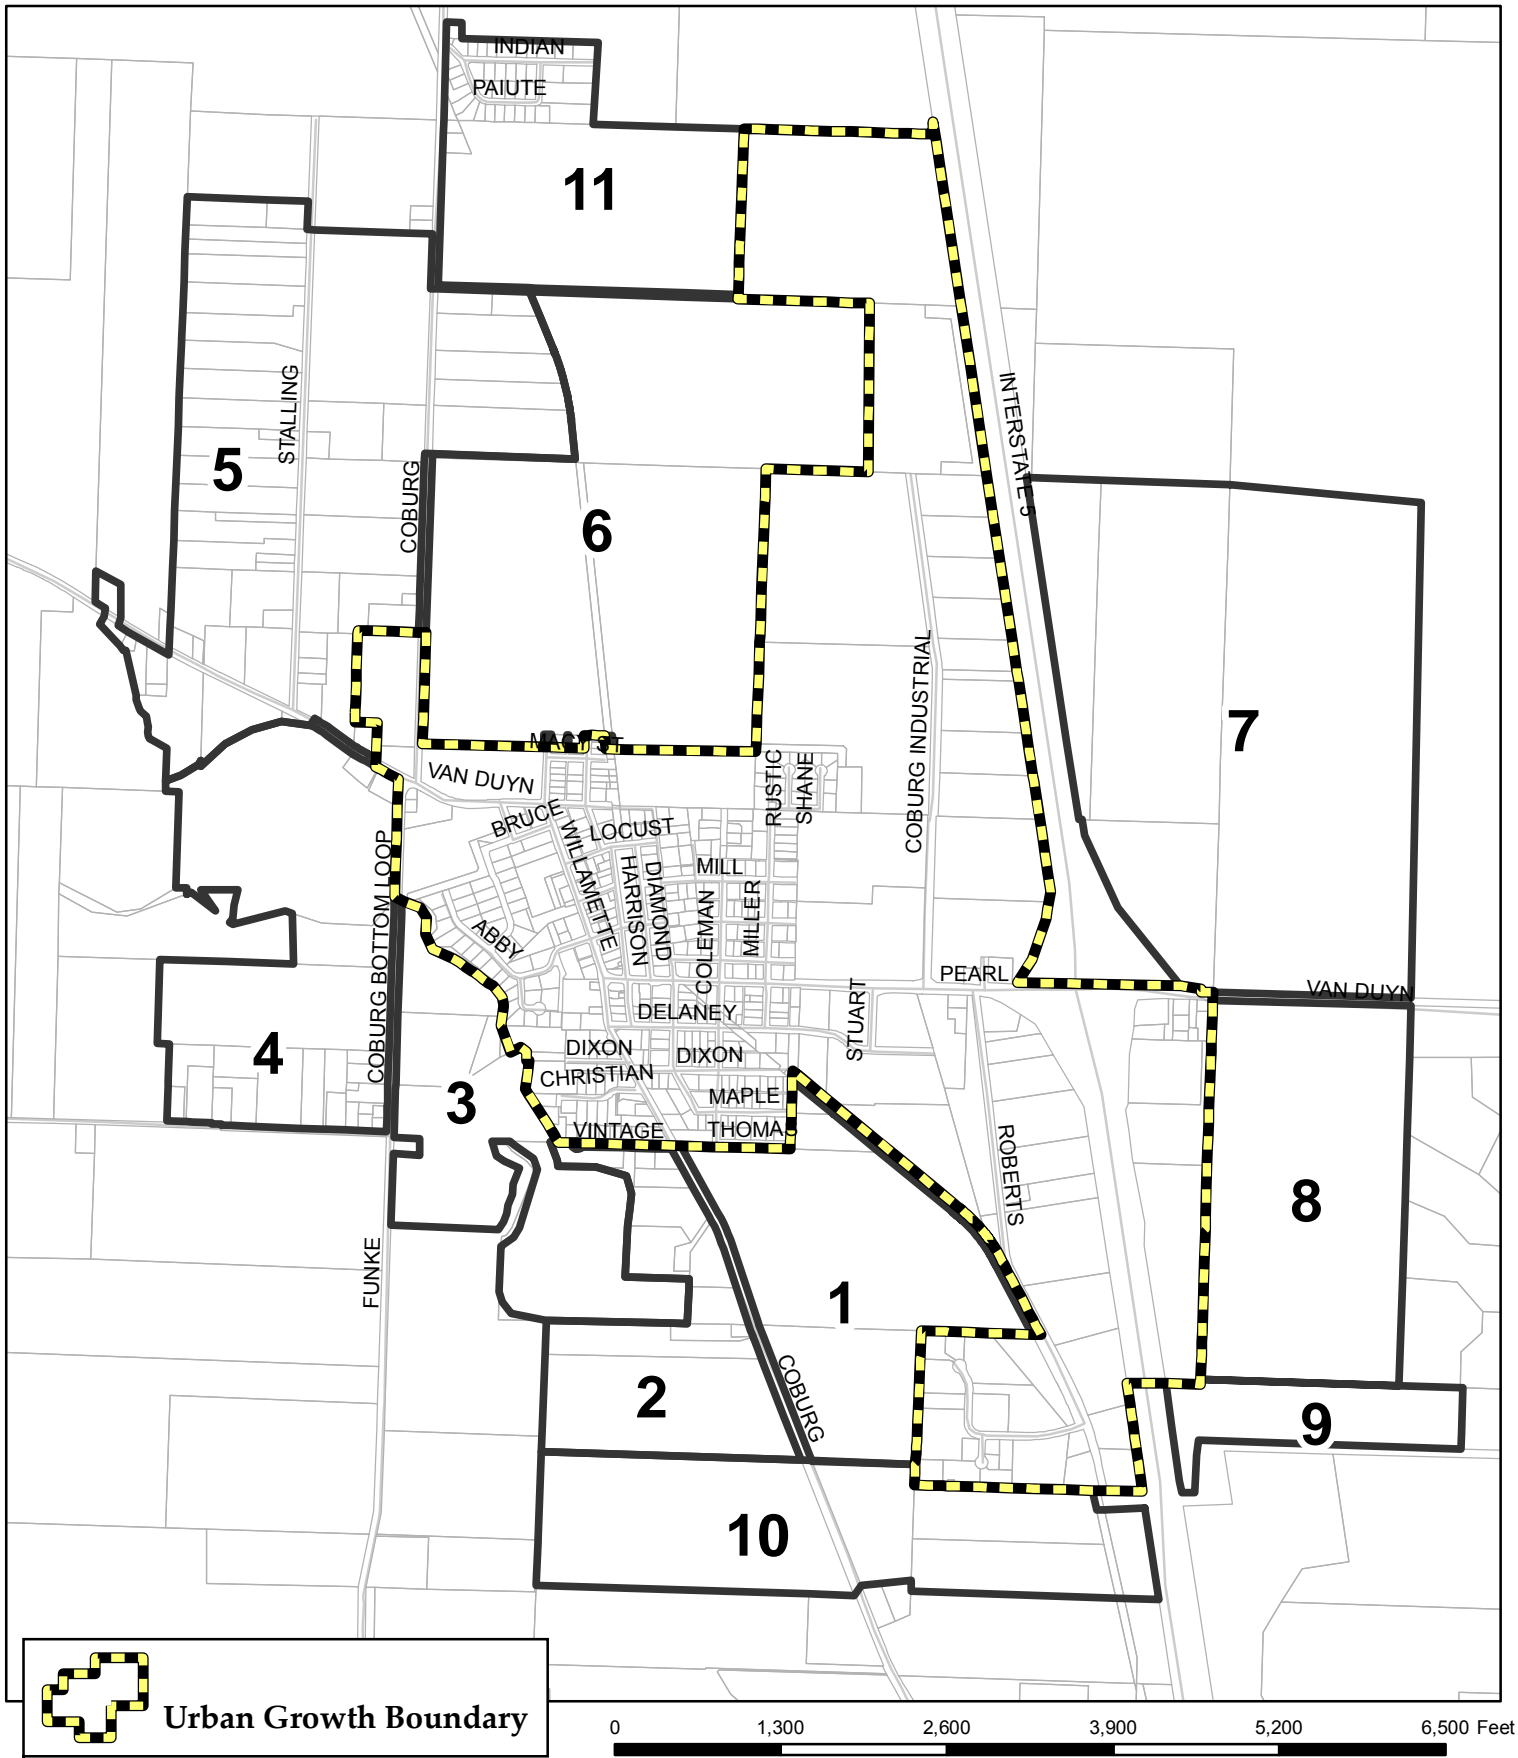 INDIAN
PAIUTE
11
STALLING
5
COBURG
6
INTERSTATE 5
7
COBURG INDUSTRIAL
MACY ST
VAN DUYN
RUSTIC
SHANE
BRUCE
LOCUST
WILLAMETTE
HARRISON
DIAMOND
MILL
COLEMAN
MILLER
ABBY
COBURG BOTTOM LOOP
PEARL
VAN DUYN
STUART
DELANEY
DIXON
DIXON
CHRISTIAN
MAPLE
VINTAGE
THOMAS
4
3
ROBERTS
8
FUNKE
1
2
COBURG
9
10
Urban Growth Boundary
0 1,300 2,600 3,900 5,200 6,500 Feet